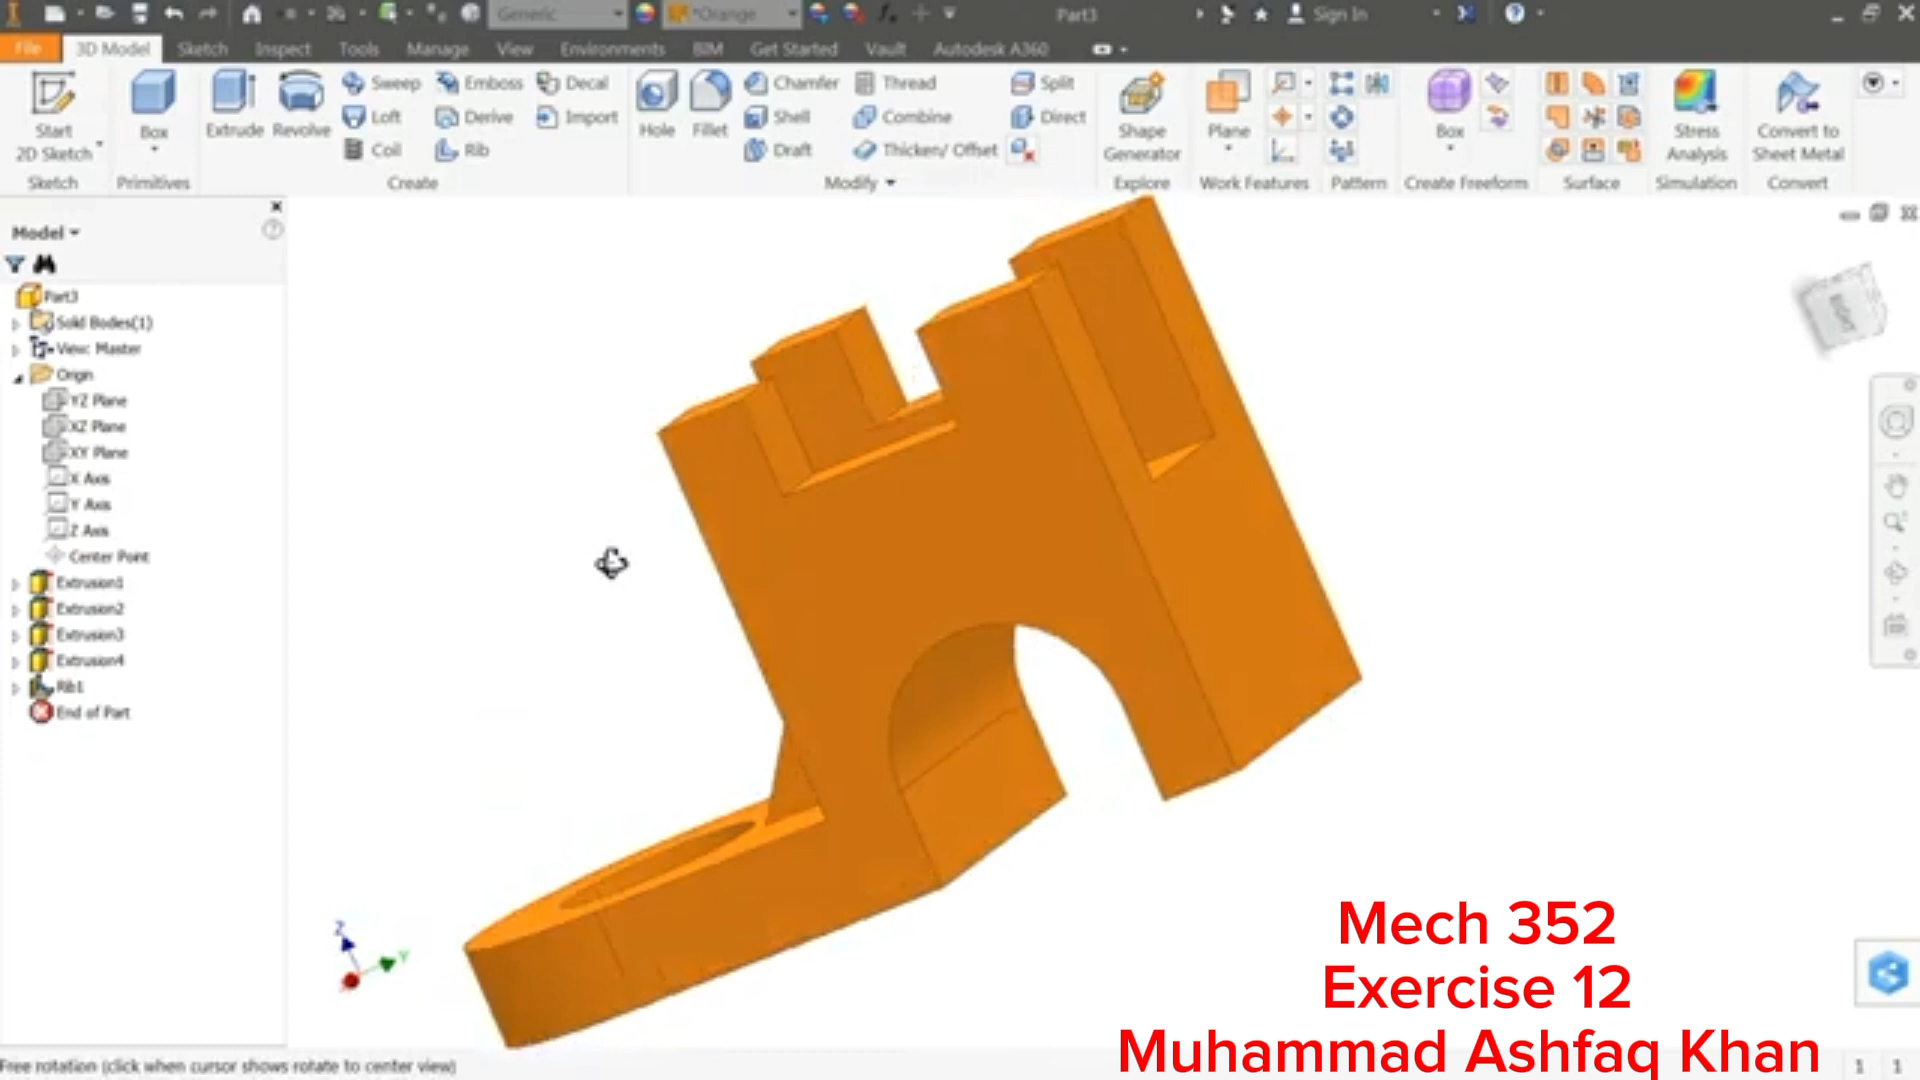 Generic
*Orange
Part3
Sign In
File
3D Model
Sketch
Inspect
Tools
Manage
View
Environments
BIM
Get Started
Vault
Autodesk A360
Start
2D Sketch
Sketch
Box
Primitives
Extrude
Revolve
Sweep
Loft
Coil
Emboss
Derive
Rib
Decal
Import
Create
Hole
Fillet
Chamfer
Shell
Draft
Thread
Combine
Thicken/ Offset
Split
Direct
Modify
Shape
Generator
Explore
Plane
Work Features
Pattern
Box
Create Freeform
Surface
Stress
Analysis
Simulation
Convert to
Sheet Metal
Convert
Model
Part3
Solid Bodies(1)
View: Master
Origin
YZ Plane
XZ Plane
XY Plane
X Axis
Y Axis
Z Axis
Center Point
Extrusion1
Extrusion2
Extrusion3
Extrusion4
Rib1
End of Part
Z
Y
Mech 352
Exercise 12
Muhammad Ashfaq Khan
Free rotation (click when cursor shows rotate to center view)
1 1